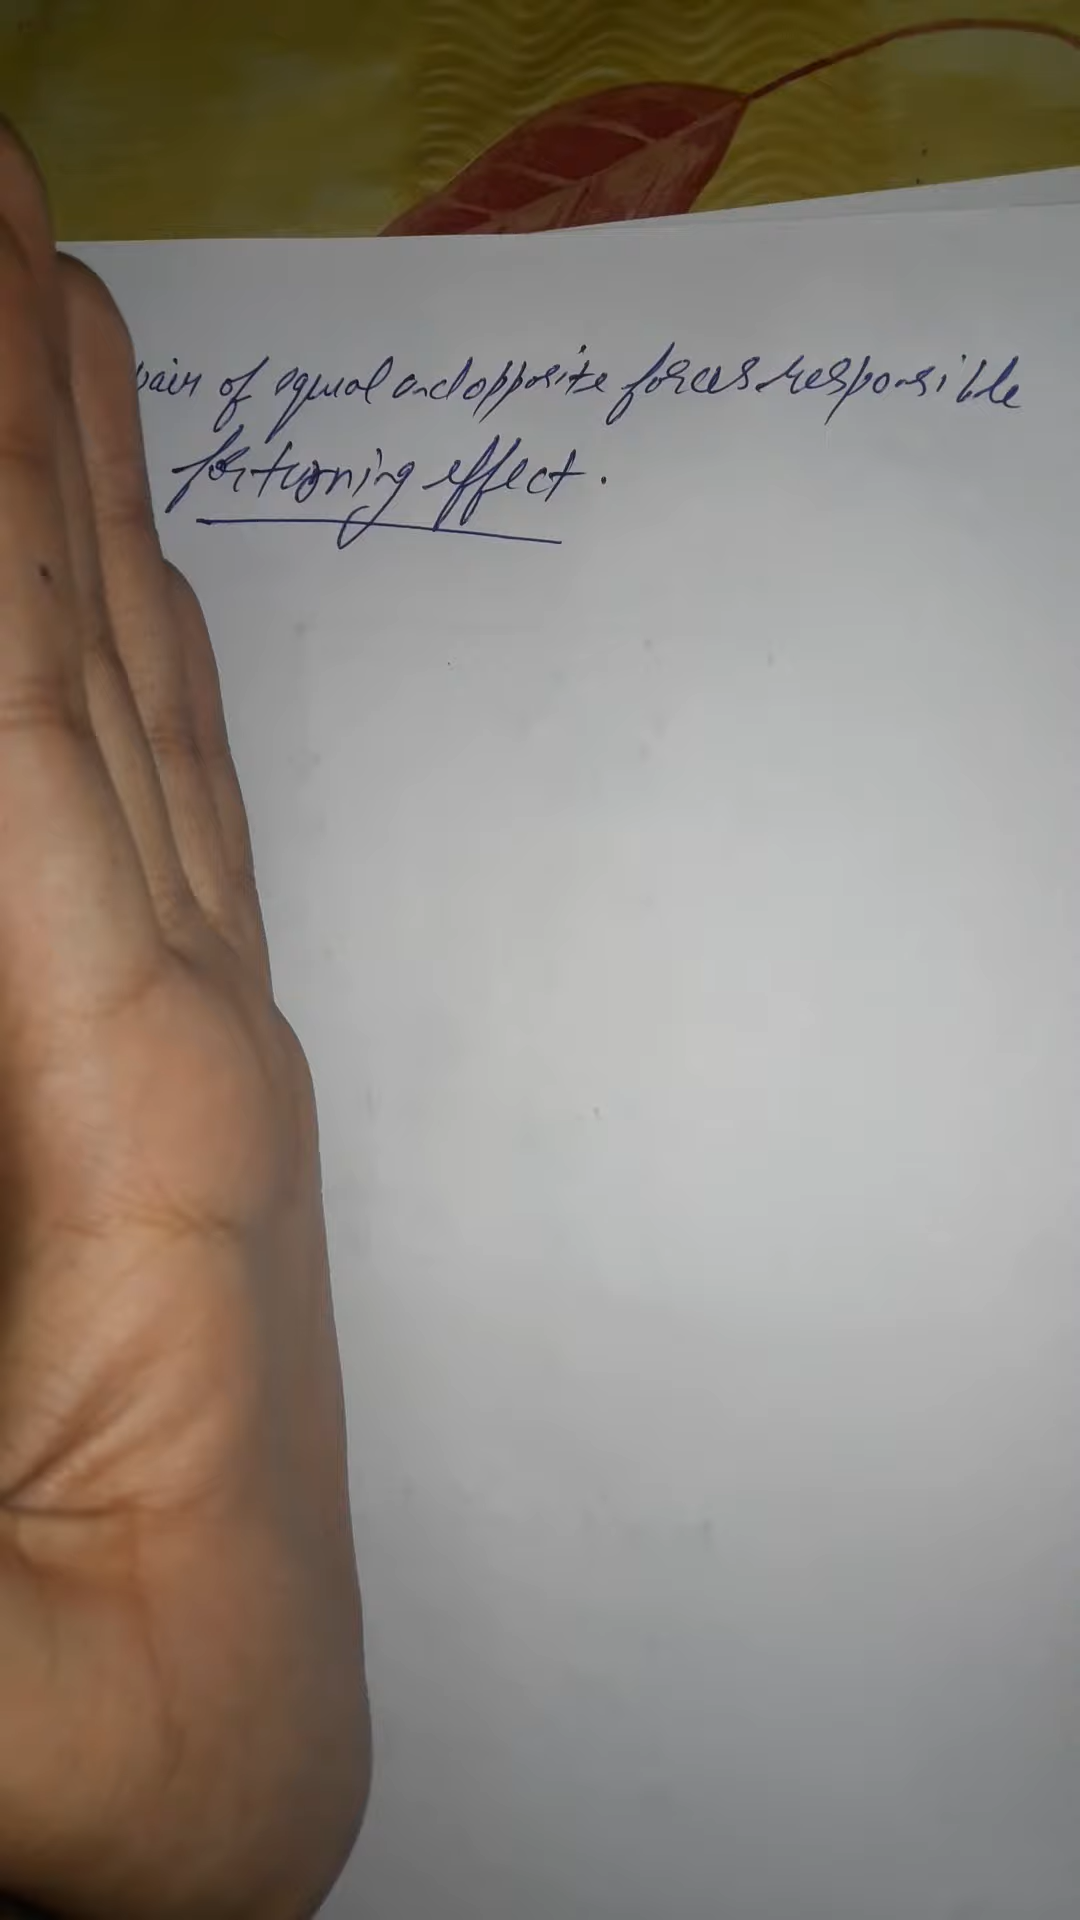 pair of equal and opposite forces responsible
for turning effect.